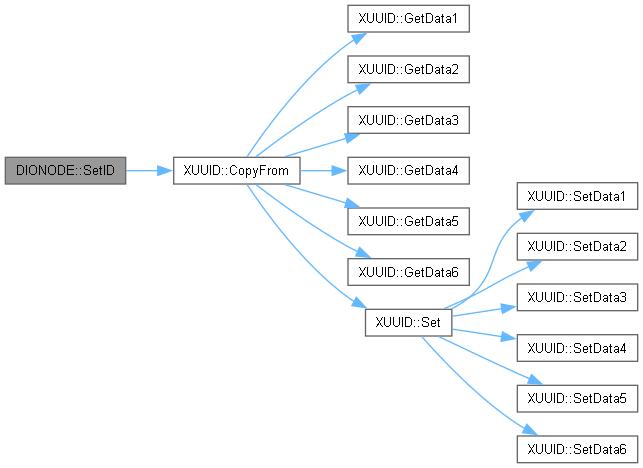 XUUID::GetData1
XUUID::GetData2
XUUID::GetData3
DIONODE::SetID
XUUID::CopyFrom
XUUID::GetData4
XUUID::GetData5
XUUID::GetData6
XUUID::Set
XUUID::SetData1
XUUID::SetData2
XUUID::SetData3
XUUID::SetData4
XUUID::SetData5
XUUID::SetData6